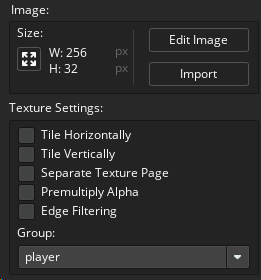 Image:
Size:
W: 256 px
H: 32 px
Edit Image
Import
Texture Settings:
Tile Horizontally
Tile Vertically
Separate Texture Page
Premultiply Alpha
Edge Filtering
Group:
player